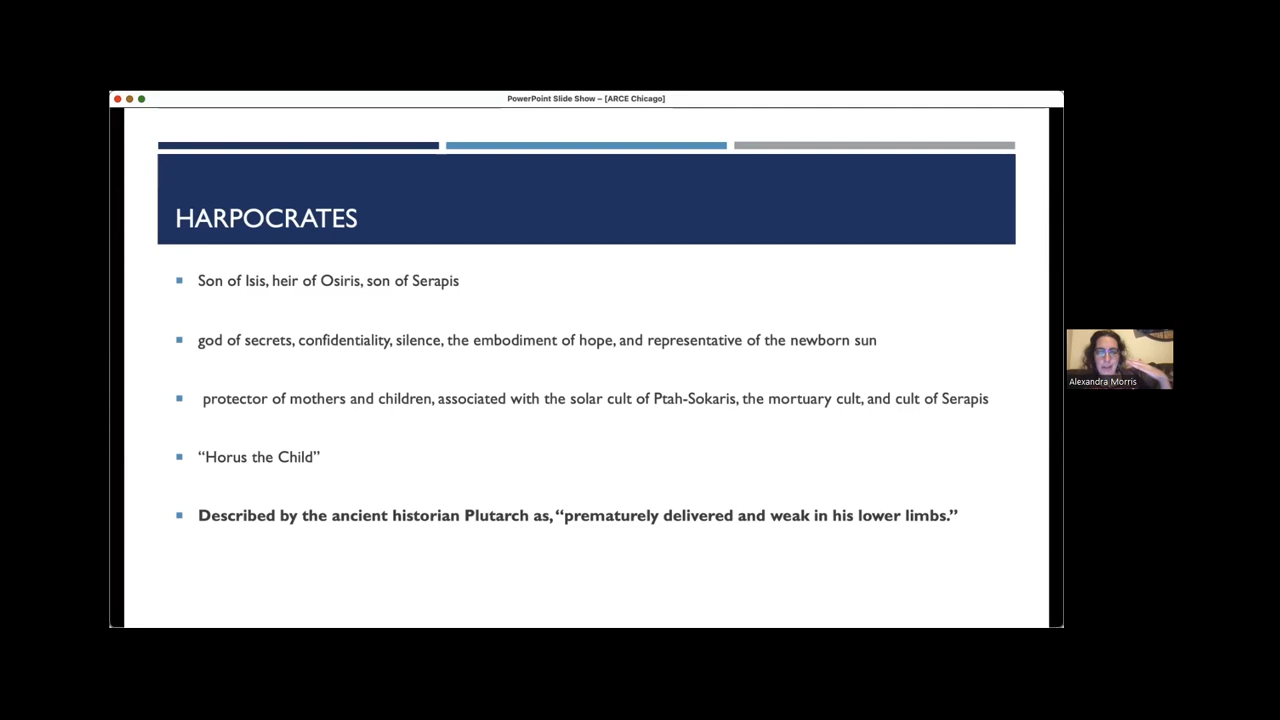 PowerPoint Slide Show – [ARCE Chicago]
HARPOCRATES
Son of Isis, heir of Osiris, son of Serapis
god of secrets, confidentiality, silence, the embodiment of hope, and representative of the newborn sun
protector of mothers and children, associated with the solar cult of Ptah-Sokaris, the mortuary cult, and cult of Serapis
“Horus the Child”
Described by the ancient historian Plutarch as, “prematurely delivered and weak in his lower limbs.”
Alexandra Morris